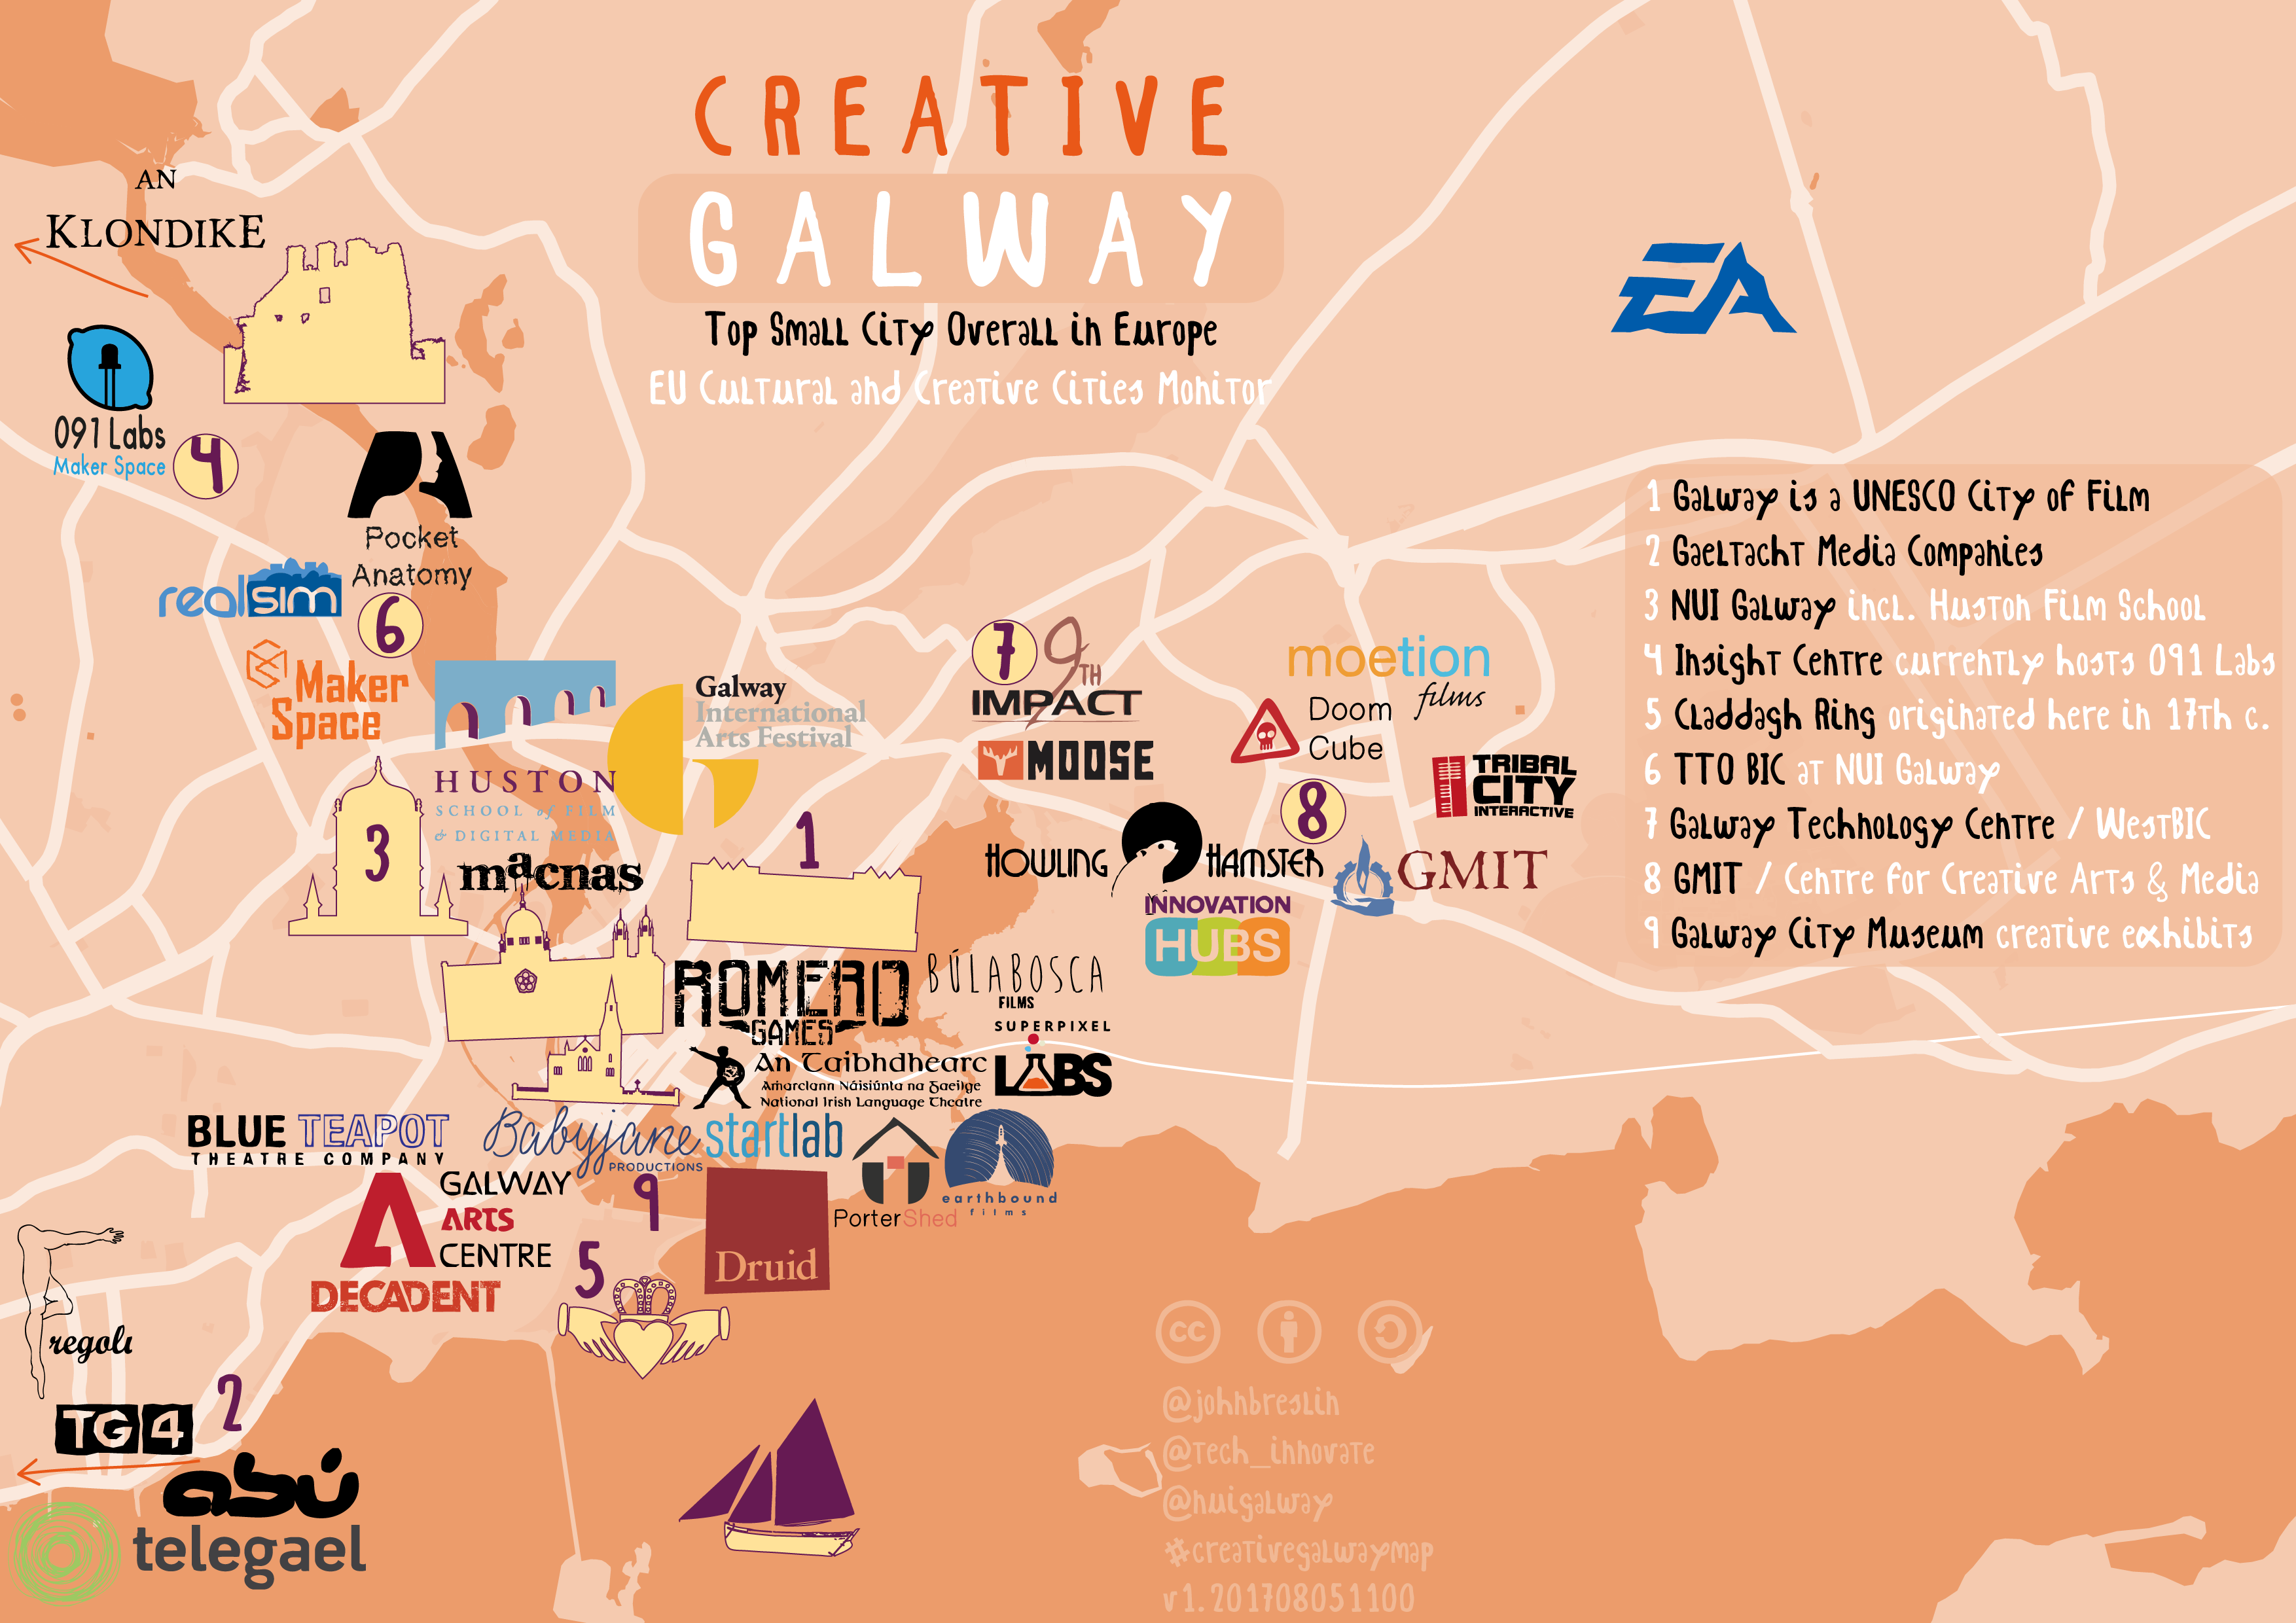 CREATIVE
GALWAY
Top Small City Overall in Europe
EU Cultural and Creative Cities Monitor
AN
KLONDIKE
091 Labs
Maker Space
4
Pocket
Anatomy
realsim
6
Maker
Space
HUSTON
SCHOOL of FILM
& DIGITAL MEDIA
Galway
International
Arts Festival
3
macnas
1
7
9TH
IMPACT
MOOSE
moetion
films
Doom
Cube
8
TRIBAL
CITY
INTERACTIVE
HOWLING HAMSTER
GMIT
INNOVATION
HUBS
EA
1 Galway is a UNESCO City of Film
2 Gaeltacht Media Companies
3 NUI Galway incl. Huston Film School
4 Insight Centre currently hosts 091 Labs
5 Claddagh Ring originated here in 17th c.
6 TTO BIC at NUI Galway
7 Galway Technology Centre / WestBIC
8 GMIT / Centre for Creative Arts & Media
9 Galway City Museum creative exhibits
ROMERO
GAMES
BÚLABOSCA
FILMS
SUPERPIXEL
LABS
An Taibhdhearc
Amharclann Náisiúnta na Gaeilge
National Irish Language Theatre
BLUE TEAPOT
THEATRE COMPANY
Babyjane
PRODUCTIONS
startlab
PorterShed
earthbound
films
GALWAY
ARTS
CENTRE
DECADENT
9
5
Druid
Fregoli
TG4
2
abú
telegael
cc
@johnbreslin
@tech_innovate
@nuigalway
#creativegalwaymap
v1.201708051100